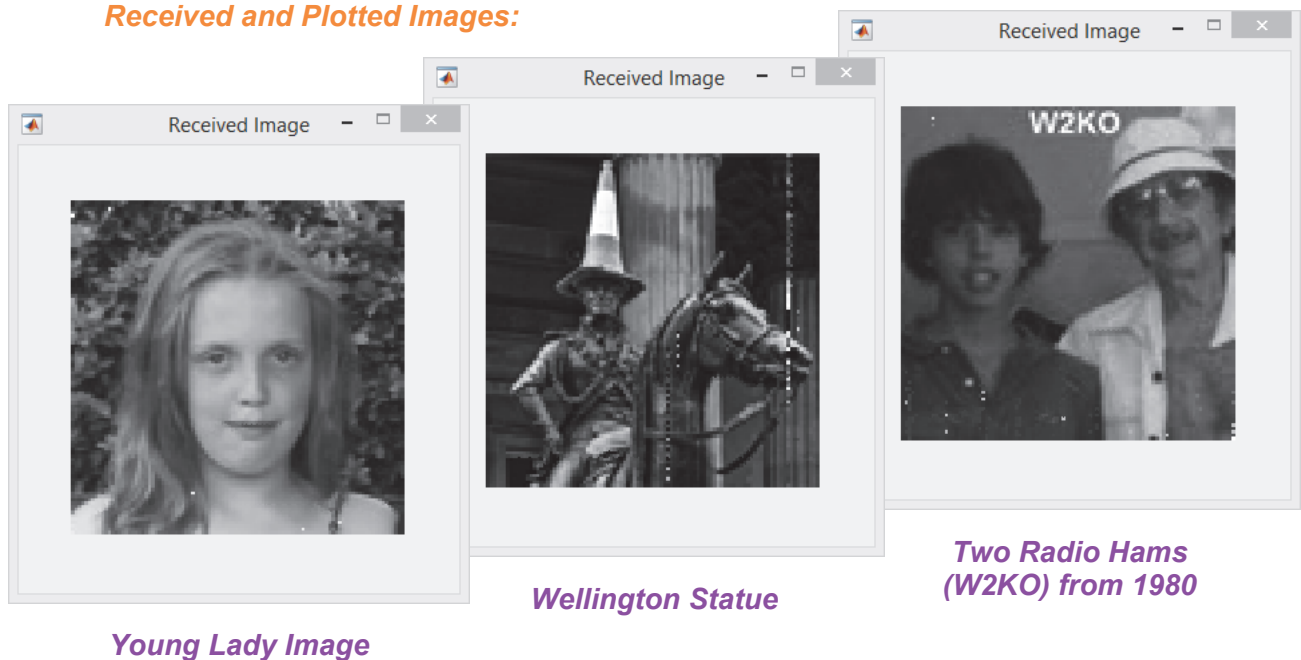 Received and Plotted Images:
Received Image
Received Image
Received Image
W2KO
Two Radio Hams
(W2KO) from 1980
Wellington Statue
Young Lady Image